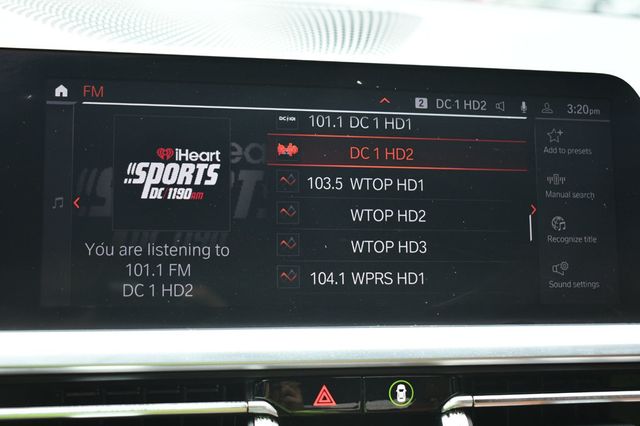 FM
2 DC 1 HD2
3:20pm
iHeart
SPORTS
DC/1190AM
You are listening to
101.1 FM
DC 1 HD2
101.1 DC 1 HD1
DC 1 HD2
103.5 WTOP HD1
WTOP HD2
WTOP HD3
104.1 WPRS HD1
Add to presets
Manual search
Recognize title
Sound settings